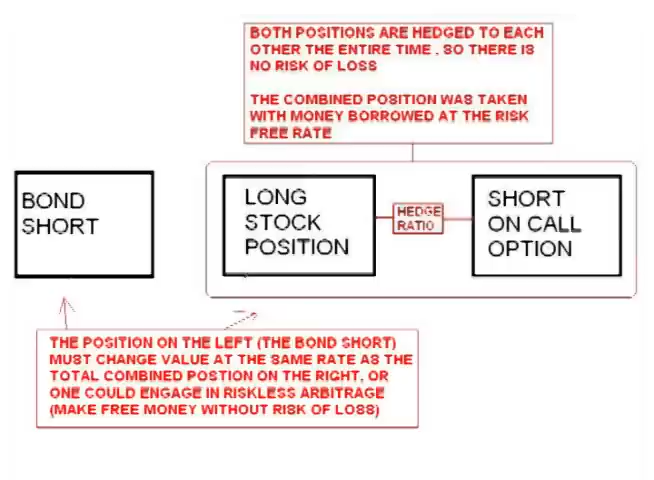 BOTH POSITIONS ARE HEDGED TO EACH
OTHER THE ENTIRE TIME , SO THERE IS
NO RISK OF LOSS
THE COMBINED POSITION WAS TAKEN
WITH MONEY BORROWED AT THE RISK
FREE RATE
BOND
SHORT
LONG
STOCK
POSITION
HEDGE
RATIO
SHORT
ON CALL
OPTION
THE POSITION ON THE LEFT (THE BOND SHORT)
MUST CHANGE VALUE AT THE SAME RATE AS THE
TOTAL COMBINED POSTION ON THE RIGHT, OR
ONE COULD ENGAGE IN RISKLESS ARBITRAGE
(MAKE FREE MONEY WITHOUT RISK OF LOSS)